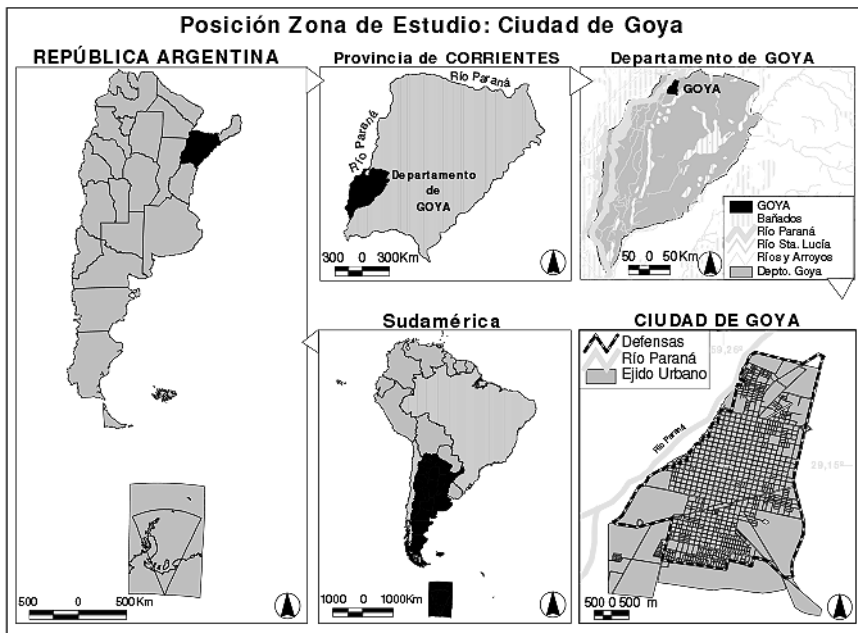 Posición Zona de Estudio: Ciudad de Goya
REPÚBLICA ARGENTINA
500 0 500Km
Provincia de CORRIENTES
Río Paraná
Río Paraná
Departamento
de
GOYA
300 0 300Km
Departamento de GOYA
GOYA
GOYA
Bañados
Río Paraná
Río Sta. Lucía
Ríos y Arroyos
Depto. Goya
50 0 50Km
Sudamérica
1000 0 1000Km
CIUDAD DE GOYA
Defensas
Río Paraná
Ejido Urbano
59,26º
Río Paraná
29,15º
500 0 500 m